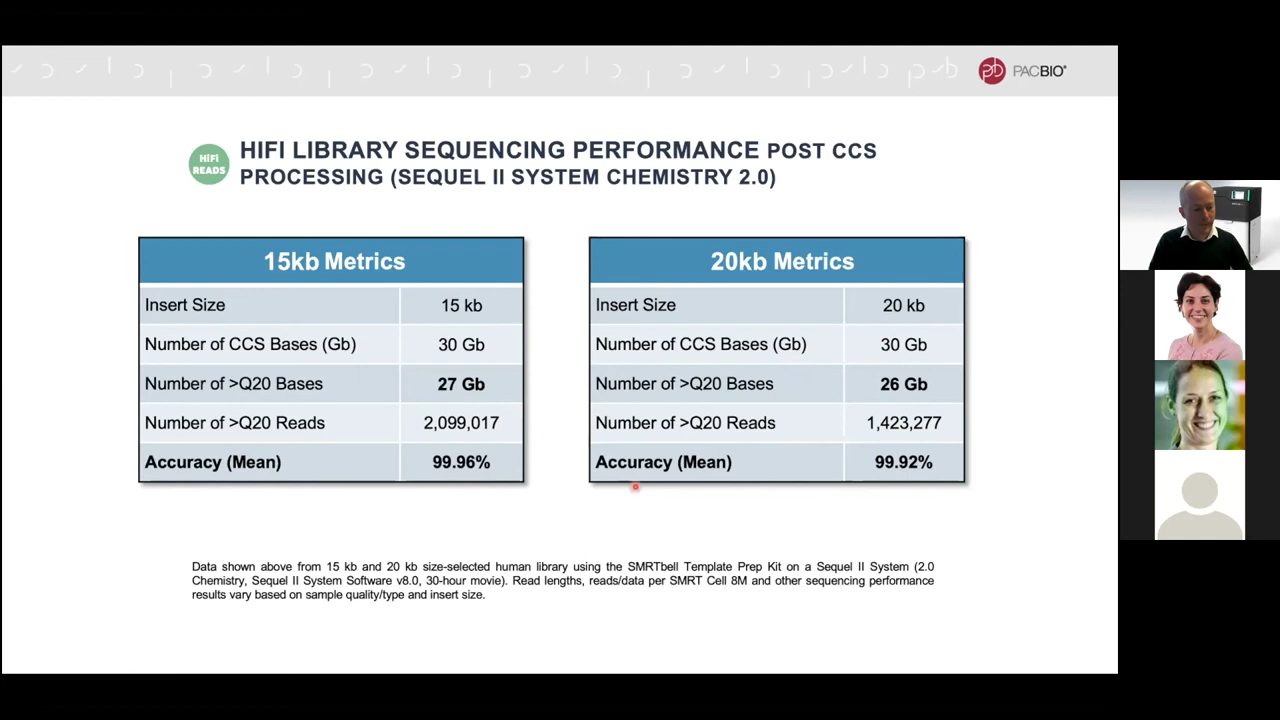 PACBIO®
HiFi
READS
HIFI LIBRARY SEQUENCING PERFORMANCE POST CCS
PROCESSING (SEQUEL II SYSTEM CHEMISTRY 2.0)
15kb Metrics
Insert Size 15 kb
Number of CCS Bases (Gb) 30 Gb
Number of >Q20 Bases 27 Gb
Number of >Q20 Reads 2,099,017
Accuracy (Mean) 99.96%
20kb Metrics
Insert Size 20 kb
Number of CCS Bases (Gb) 30 Gb
Number of >Q20 Bases 26 Gb
Number of >Q20 Reads 1,423,277
Accuracy (Mean) 99.92%
Data shown above from 15 kb and 20 kb size-selected human library using the SMRTbell Template Prep Kit on a Sequel II System (2.0
Chemistry, Sequel II System Software v8.0, 30-hour movie). Read lengths, reads/data per SMRT Cell 8M and other sequencing performance
results vary based on sample quality/type and insert size.